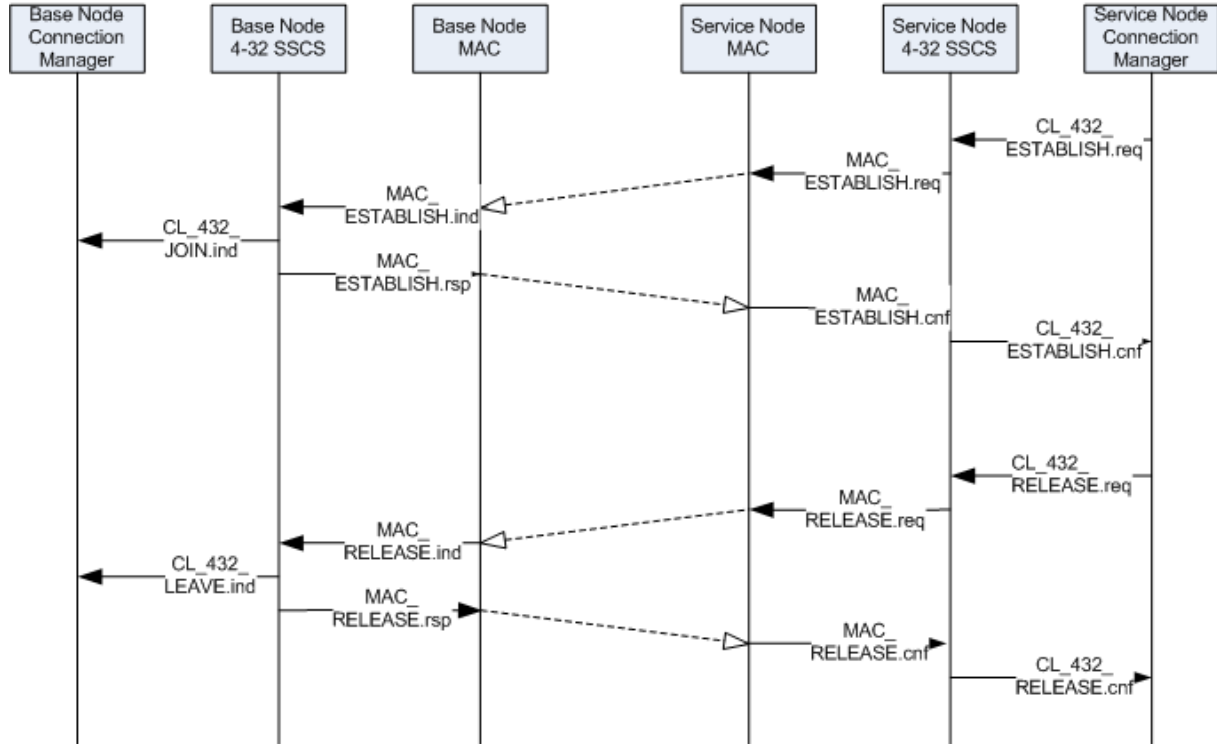 Base Node
Connection
Manager
Base Node
4-32 SSCS
Base Node
MAC
Service Node
MAC
Service Node
4-32 SSCS
Service Node
Connection
Manager
CL_432_
ESTABLISH.req
MAC_
ESTABLISH.req
MAC_
ESTABLISH.ind
CL_432_
JOIN.ind
MAC_
ESTABLISH.rsp
MAC_
ESTABLISH.cnf
CL_432_
ESTABLISH.cnf
CL_432_
RELEASE.req
MAC_
RELEASE.req
MAC_
RELEASE.ind
CL_432_
LEAVE.ind
MAC_
RELEASE.rsp
MAC_
RELEASE.cnf
CL_432_
RELEASE.cnf